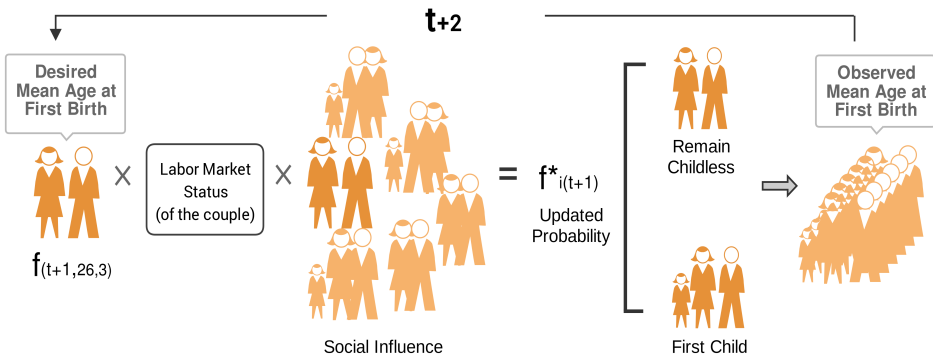 t+2
Desired
Mean Age at
First Birth
f(t+1,26,3)
×
Labor Market
Status
(of the couple)
×
Social Influence
=
f*i(t+1)
Updated
Probability
Remain
Childless
First Child
Observed
Mean Age at
First Birth